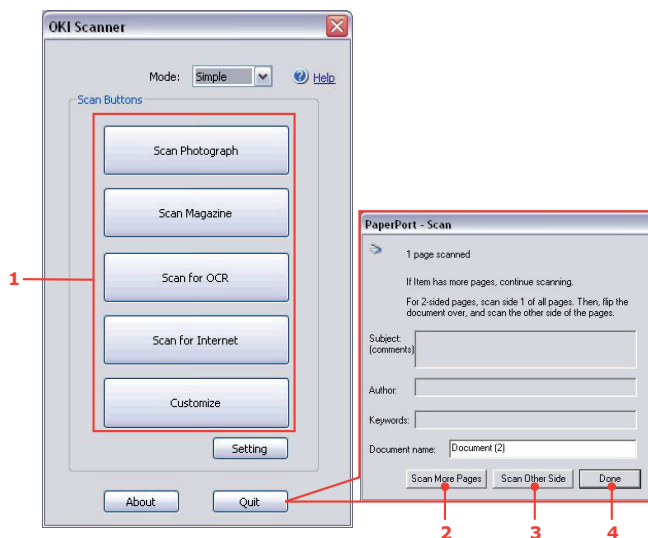 OKI Scanner
Mode: Simple Help
Scan Buttons
Scan Photograph
Scan Magazine
Scan for OCR
Scan for Internet
Customize
Setting
About Quit
1
PaperPort - Scan
1 page scanned
If Item has more pages, continue scanning.
For 2-sided pages, scan side 1 of all pages. Then, flip the
document over, and scan the other side of the pages.
Subject:
(comments)
Author:
Keywords:
Document name: Document (2)
Scan More Pages Scan Other Side Done
2 3 4